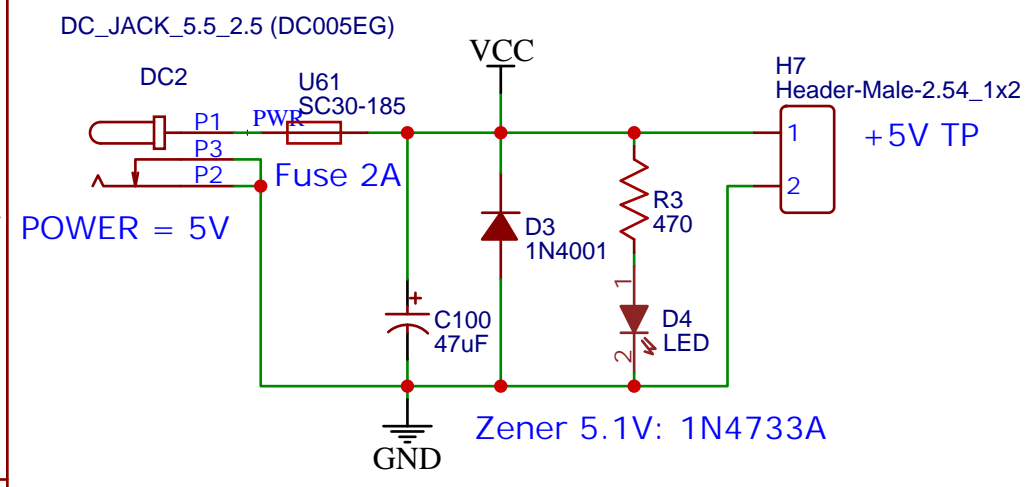 DC_JACK_5.5_2.5 (DC005EG)
DC2
U61
SC30-185
VCC
H7
Header-Male-2.54_1x2
P1
PWR
P3
P2
Fuse 2A
1
2
+5V TP
POWER = 5V
D3
1N4001
R3
470
1
2
D4
LED
+
C100
47uF
Zener 5.1V: 1N4733A
GND